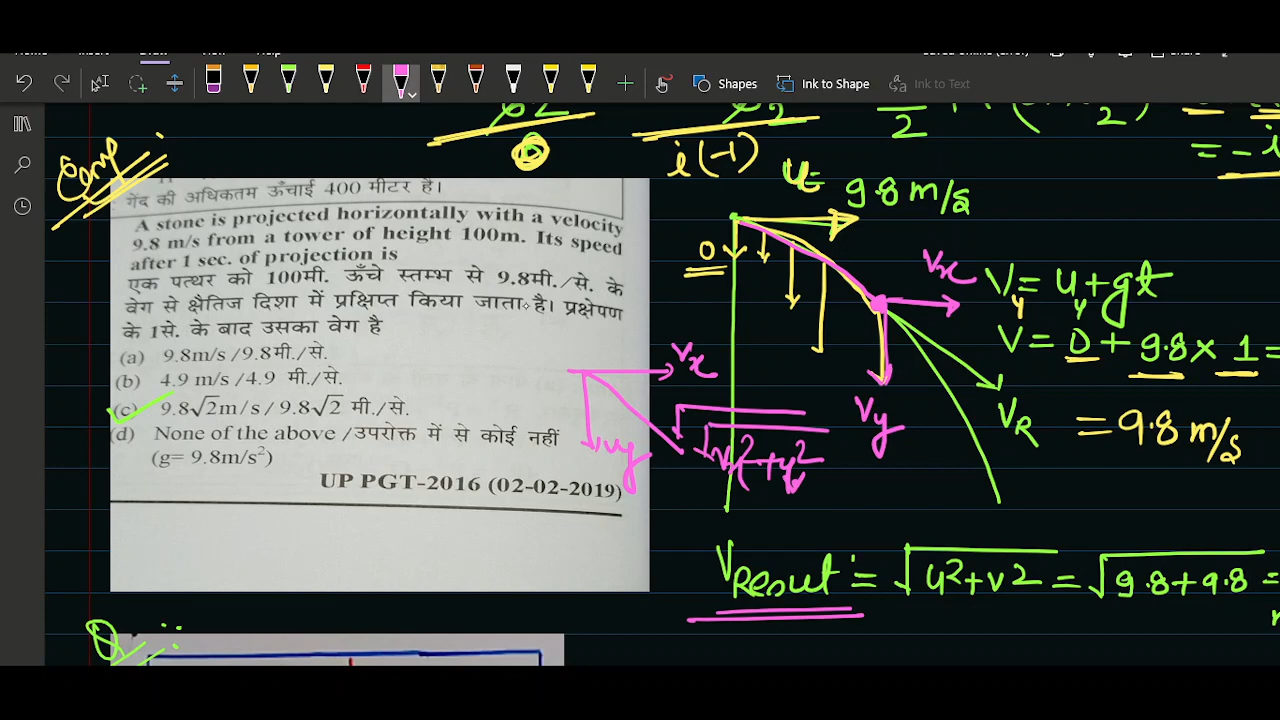 Draw
Shapes
Ink to Shape
Ink to Text
i(-1)
2
गेंद की अधिकतम ऊँचाई 400 मीटर है।
A stone is projected horizontally with a velocity
9.8 m/s from a tower of height 100m. Its speed
after 1 sec. of projection is
एक पत्थर को 100मी. ऊँचे स्तम्भ से 9.8मी./से. के
वेग से क्षैतिज दिशा में प्रक्षिप्त किया जाता है। प्रक्षेपण
के 1से. के बाद उसका वेग है
(a) 9.8m/s /9.8मी./से.
(b) 4.9 m/s /4.9 मी./से.
(c) 9.8√2m/s / 9.8√2 मी./से.
(d) None of the above /उपरोक्त में से कोई नहीं
(g= 9.8m/s²)
UP PGT-2016 (02-02-2019)
u= 9.8 m/s
0
Vx
Vy = uy+gt
V = 0 + 9.8 x 1 =
= 9.8 m/s
VR
Vy
Vx
Vy
VResult = √u²+v2 = √9.8+9.8 =